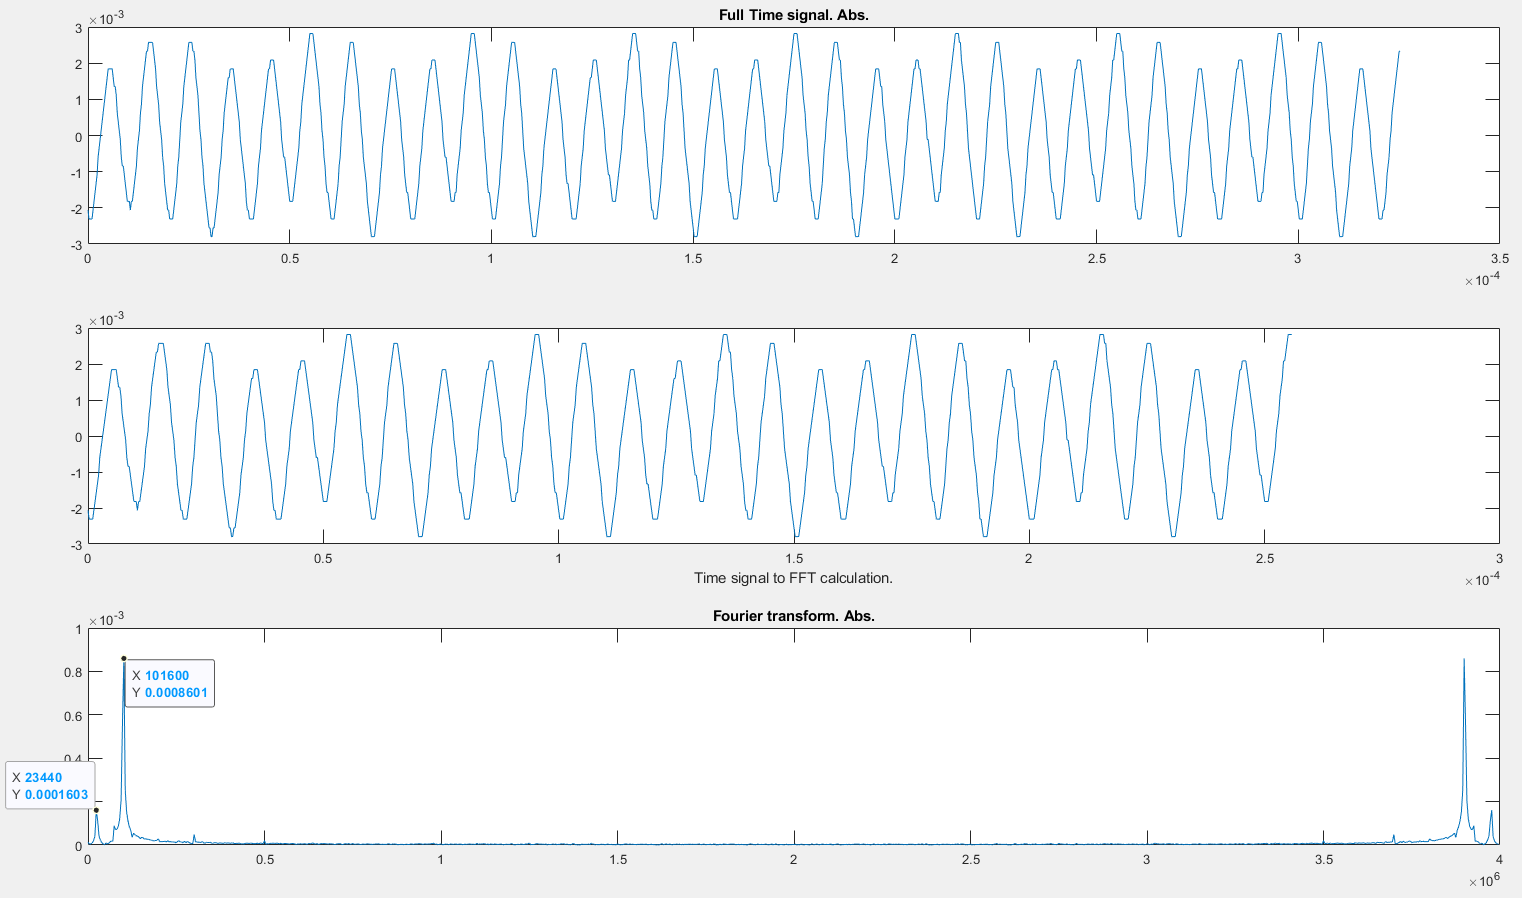 Full Time signal. Abs.
×10-3
3
2
1
0
-1
-2
-3
0 0.5 1 1.5 2 2.5 3 3.5
×10-4
×10-3
3
2
1
0
-1
-2
-3
0 0.5 1 1.5 2 2.5 3
Time signal to FFT calculation.
×10-4
Fourier transform. Abs.
×10-3
1
0.8
X 101600
Y 0.0008601
0.6
0.4
X 23440
Y 0.0001603
0
0 0.5 1 1.5 2 2.5 3 3.5 4
×106